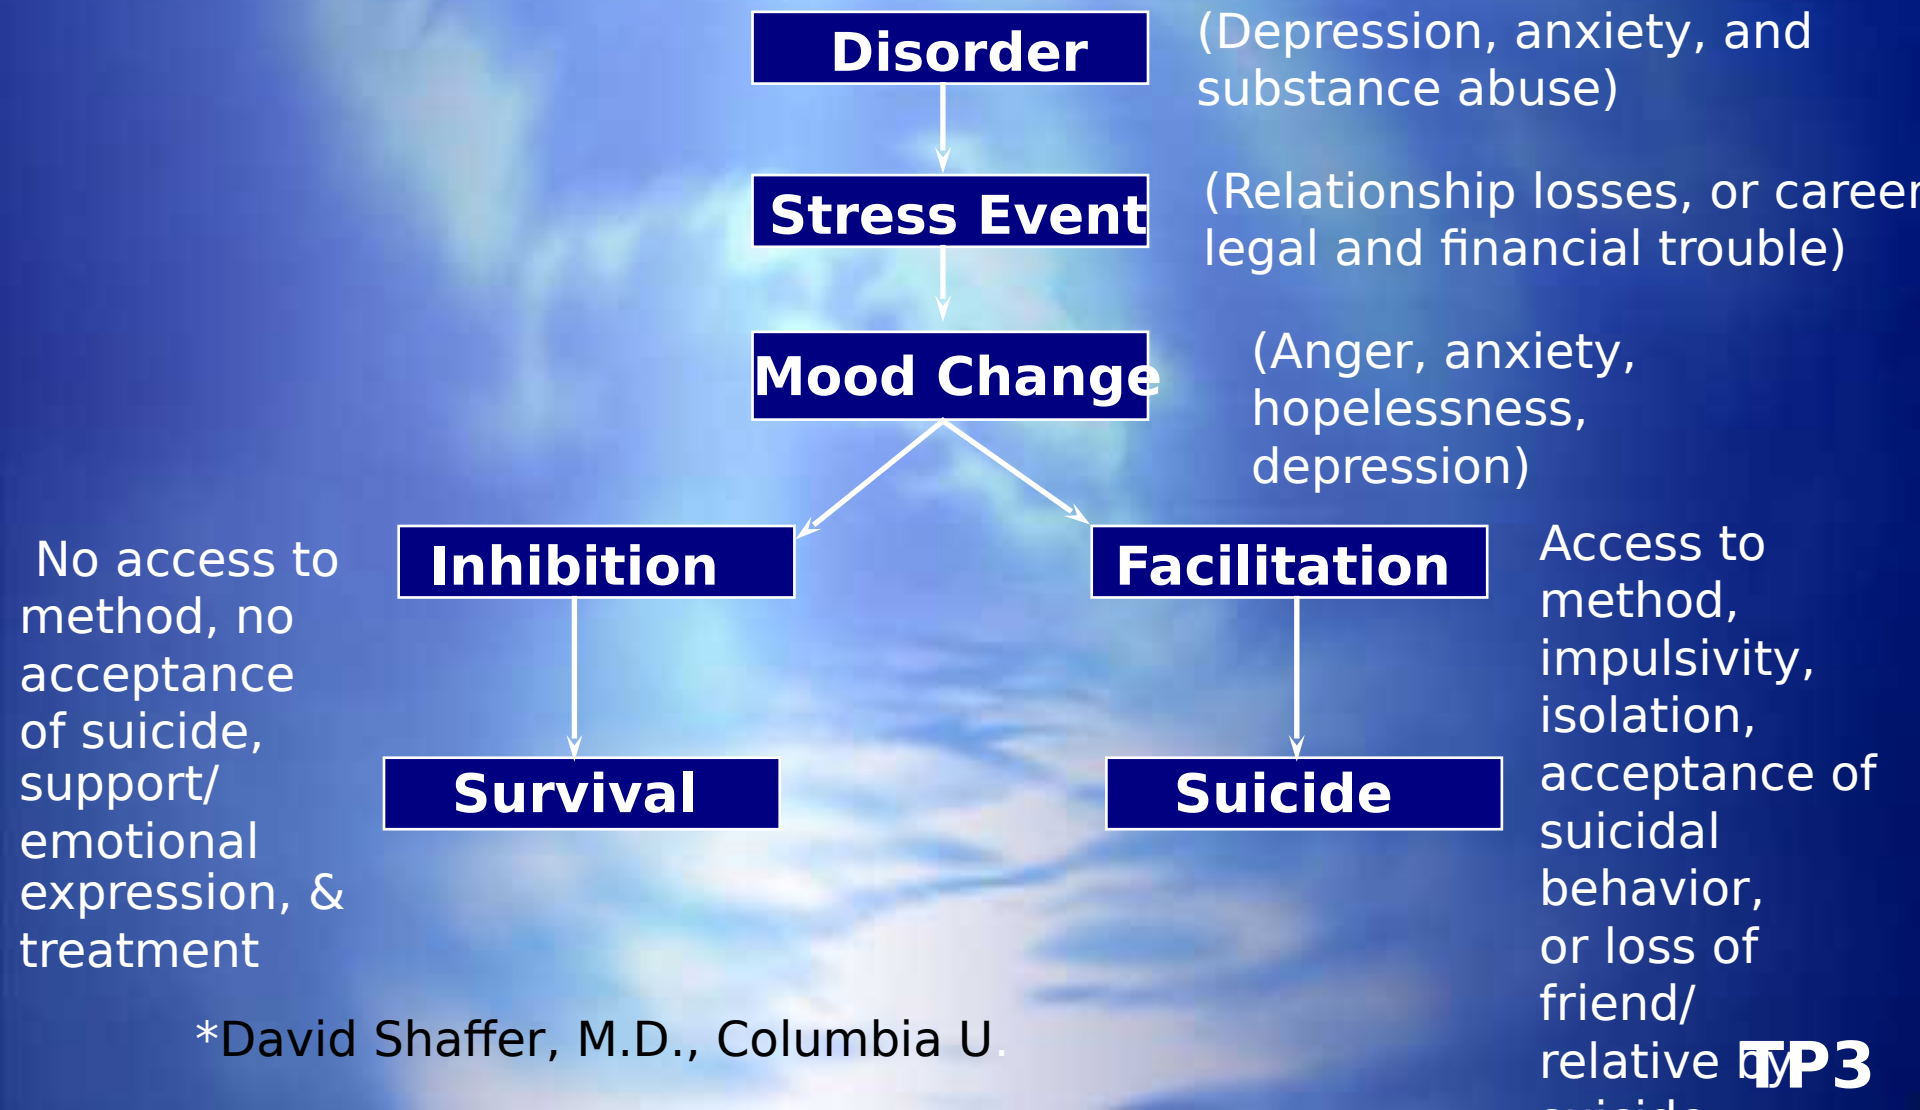 Disorder
(Depression, anxiety, and
substance abuse)
Stress Event
(Relationship losses, or career
legal and financial trouble)
Mood Change
(Anger, anxiety,
hopelessness,
depression)
Inhibition
Facilitation
No access to
method, no
acceptance
of suicide,
support/
emotional
expression, &
treatment
Access to
method,
impulsivity,
isolation,
acceptance of
suicidal
behavior,
or loss of
friend/
relative by
suicide
Survival
Suicide
*David Shaffer, M.D., Columbia U.
TP3